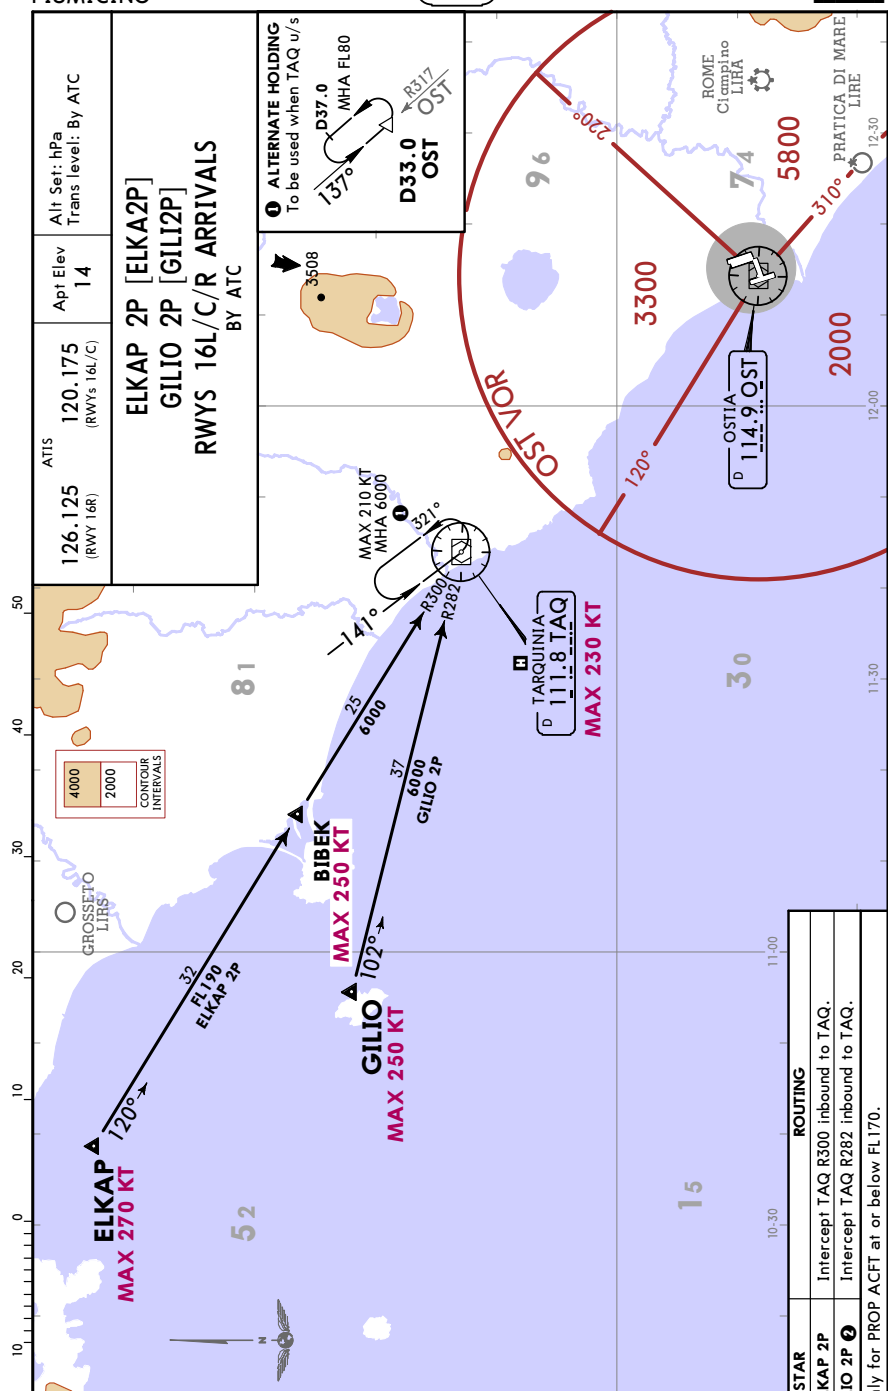 ATIS
126.125
(RWY 16R)
120.175
(RWYs 16L/C)
Apt Elev
14
Alt Set: hPa
Trans level: By ATC
ELKAP 2P [ELKA2P]
GILIO 2P [GILI2P]
RWYS 16L/C/R ARRIVALS
BY ATC
1 ALTERNATE HOLDING
To be used when TAQ u/s
D37.0
MHA FL80
137°
R317
OST
D33.0
OST
10
0
10
20
30
40
50
4000
2000
CONTOUR
INTERVALS
GROSSETO
LIRS
81
52
15
30
96
74
3508
ROME
Ciampino
LIRA
PRATICA DI MARE
LIRE
5800
3300
2000
220°
310°
120°
OST VOR
D
OSTIA
114.9 OST
MAX 210 KT
MHA 6000
1
321°
141°
R300
R282
H
D
TARQUINIA
111.8 TAQ
MAX 230 KT
ELKAP
MAX 270 KT
120°
32
FL190
ELKAP 2P
BIBEK
MAX 250 KT
25
6000
GILIO
MAX 250 KT
102°
37
6000
GILIO 2P
N
10-30
11-00
11-30
12-00
12-30
STAR
ROUTING
KAP 2P
Intercept TAQ R300 inbound to TAQ.
IO 2P 2
Intercept TAQ R282 inbound to TAQ.
ly for PROP ACFT at or below FL170.